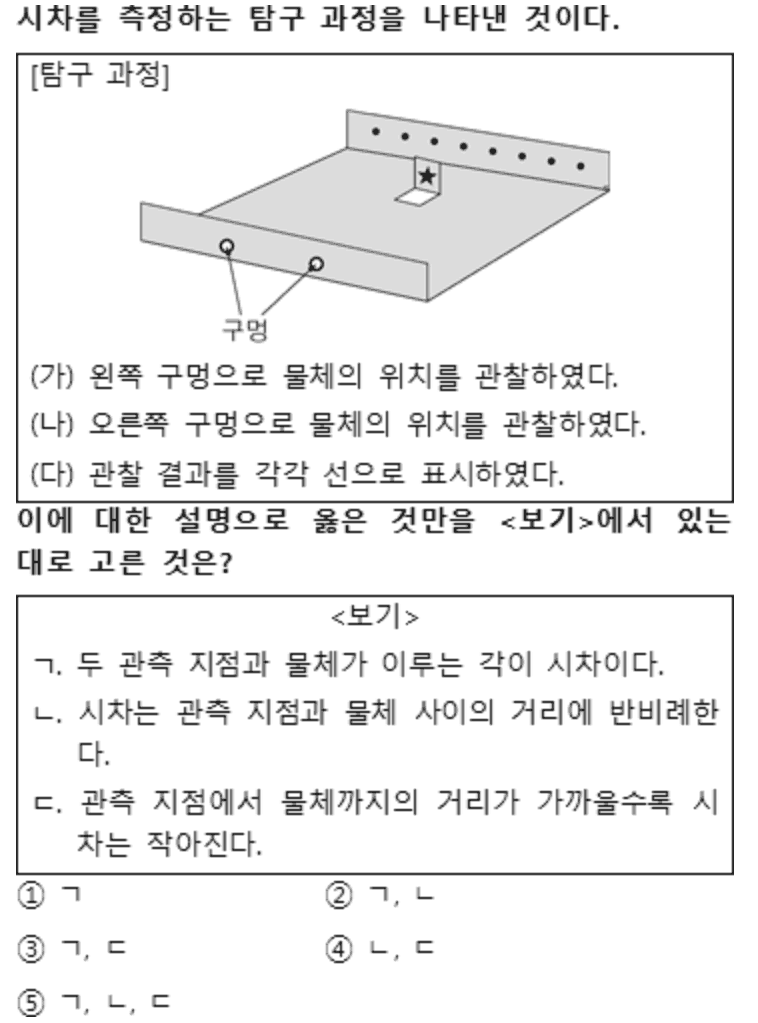 시차를 측정하는 탐구 과정을 나타낸 것이다.
[탐구 과정]
구멍
(가) 왼쪽 구멍으로 물체의 위치를 관찰하였다.
(나) 오른쪽 구멍으로 물체의 위치를 관찰하였다.
(다) 관찰 결과를 각각 선으로 표시하였다.
이에 대한 설명으로 옳은 것만을 <보기>에서 있는
대로 고른 것은?
<보기>
ㄱ. 두 관측 지점과 물체가 이루는 각이 시차이다.
ㄴ. 시차는 관측 지점과 물체 사이의 거리에 반비례한
다.
ㄷ. 관측 지점에서 물체까지의 거리가 가까울수록 시
차는 작아진다.
① ㄱ ② ㄱ, ㄴ
③ ㄱ, ㄷ ④ ㄴ, ㄷ
⑤ ㄱ, ㄴ, ㄷ